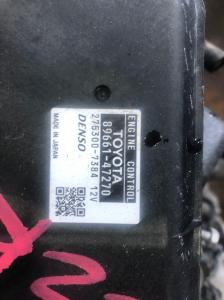 ENGINE CONTROL
TOYOTA
89661-47270
275300-7384 12V
DENSO
MADE IN JAPAN